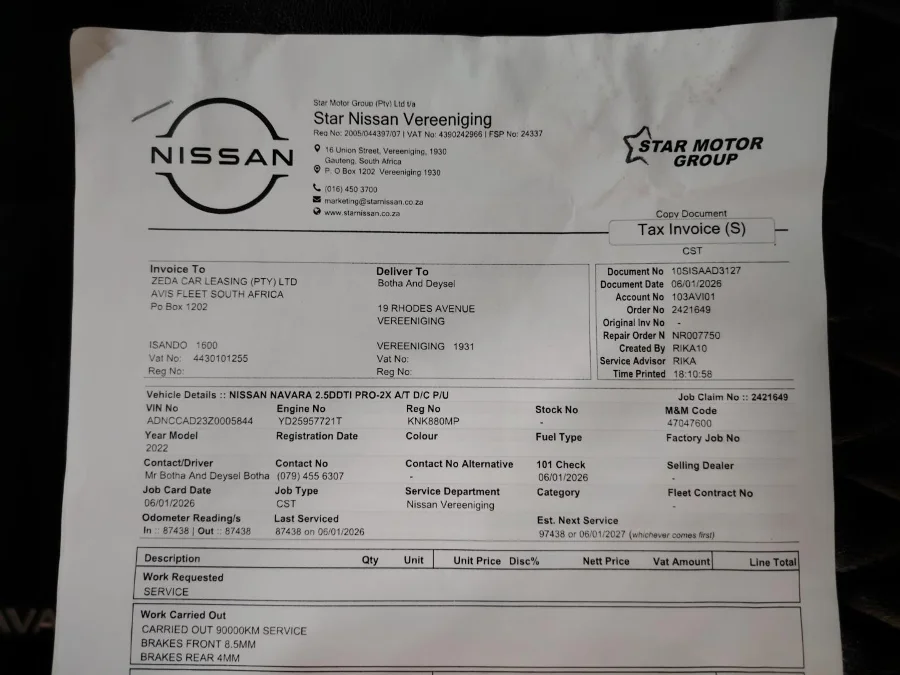 Star Motor Group (Pty) Ltd t/a
Star Nissan Vereeniging
Reg No: 2005/044397/07 | VAT No: 4390242966 | FSP No: 24337
NISSAN
16 Union Street, Vereeniging, 1930
Gauteng, South Africa
P. O Box 1202 Vereeniging 1930
(016) 450 3700
marketing@starnissan.co.za
www.starnissan.co.za
STAR MOTOR
GROUP
Copy Document
Tax Invoice (S)
CST
Invoice To
ZEDA CAR LEASING (PTY) LTD
AVIS FLEET SOUTH AFRICA
Po Box 1202
ISANDO 1600
Vat No: 4430101255
Reg No:
Deliver To
Botha And Deysel
19 RHODES AVENUE
VEREENIGING
VEREENIGING 1931
Vat No:
Reg No:
Document No 10SISAAD3127
Document Date 06/01/2026
Account No 103AVI01
Order No 2421649
Original Inv No -
Repair Order N NR007750
Created By RIKA10
Service Advisor RIKA
Time Printed 18:10:58
Vehicle Details :: NISSAN NAVARA 2.5DDTI PRO-2X A/T D/C P/U Job Claim No :: 2421649
VIN No Engine No Reg No Stock No M&M Code
ADNCCAD23Z0005844 YD25957721T KNK880MP - 47047600
Year Model Registration Date Colour Fuel Type Factory Job No
2022
Contact/Driver Contact No Contact No Alternative 101 Check Selling Dealer
Mr Botha And Deysel Botha (079) 455 6307 - 06/01/2026 -
Job Card Date Job Type Service Department Category Fleet Contract No
06/01/2026 CST Nissan Vereeniging -
Odometer Reading/s Last Serviced Est. Next Service
In :: 87438 | Out :: 87438 87438 on 06/01/2026 97438 or 06/01/2027 (whichever comes first)
Description Qty Unit Unit Price Disc% Nett Price Vat Amount Line Total
Work Requested
SERVICE
Work Carried Out
CARRIED OUT 90000KM SERVICE
BRAKES FRONT 8.5MM
BRAKES REAR 4MM
AVA